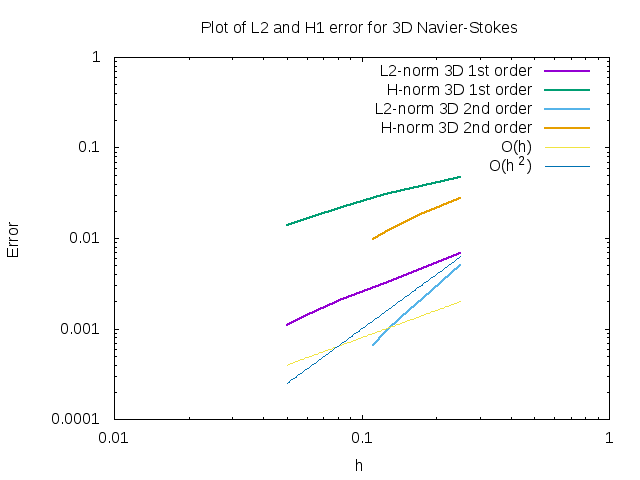 Plot of L2 and H1 error for 3D Navier-Stokes
1
L2-norm 3D 1st order
H-norm 3D 1st order
L2-norm 3D 2nd order
H-norm 3D 2nd order
O(h)
O(h²)
0.1
0.01
0.001
0.0001
Error
0.01
0.1
1
h